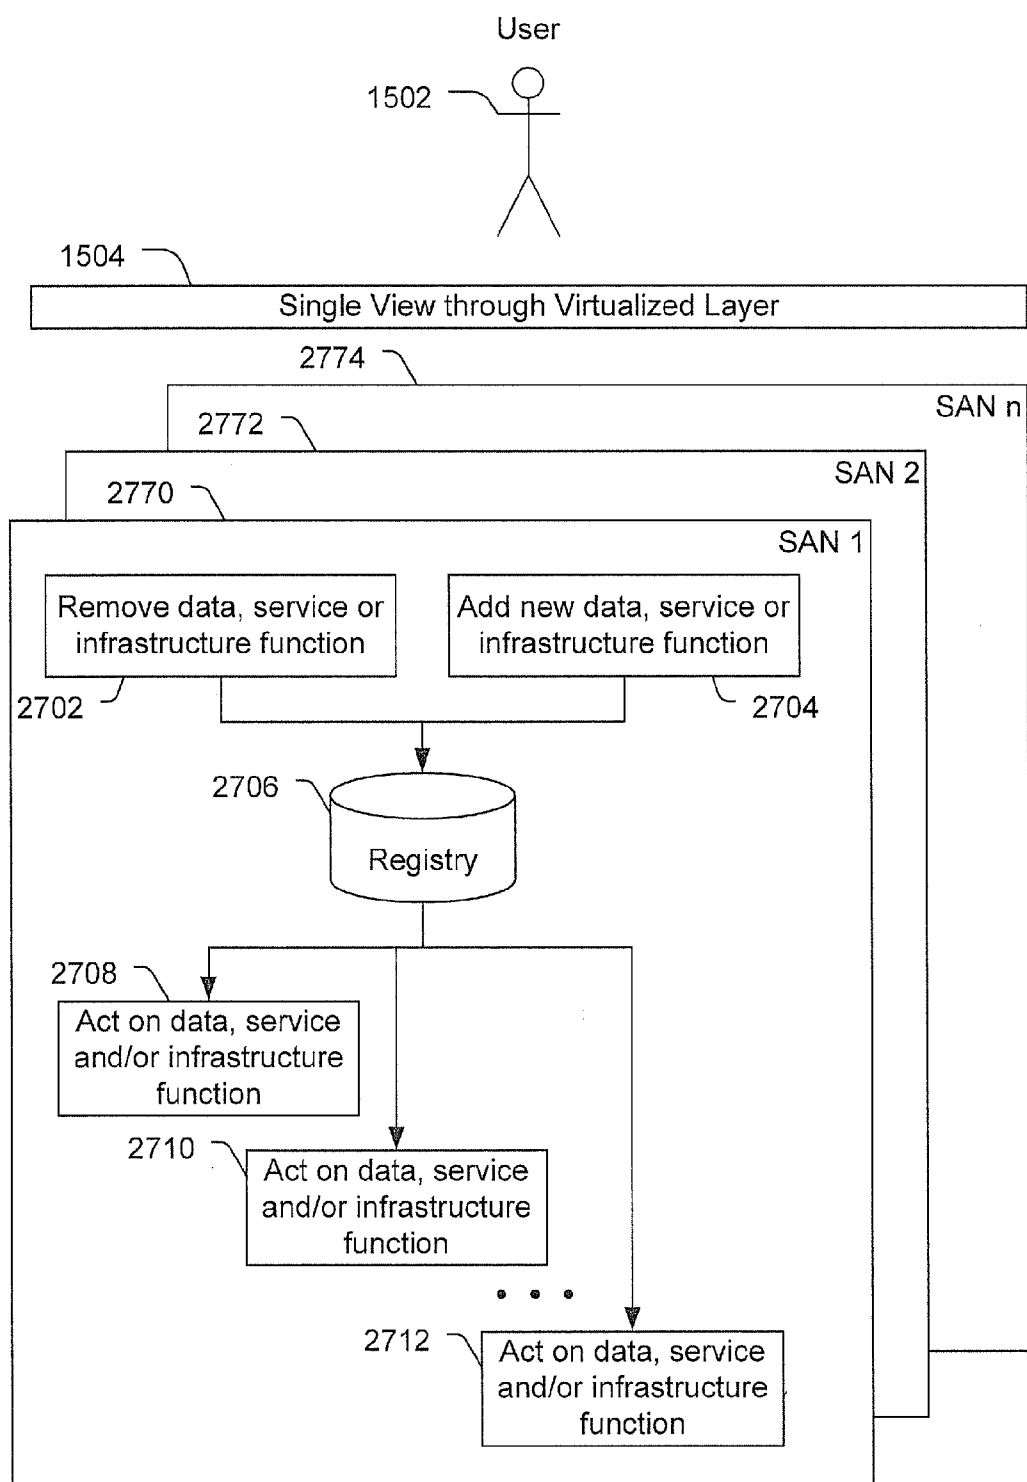 User
1502
1504
Single View through Virtualized Layer
2774
SAN n
2772
SAN 2
2770
SAN 1
Remove data, service or
infrastructure function
Add new data, service or
infrastructure function
2702
2704
2706
Registry
2708
Act on data, service
and/or infrastructure
function
2710
Act on data, service
and/or infrastructure
function
• • •
2712
Act on data, service
and/or infrastructure
function